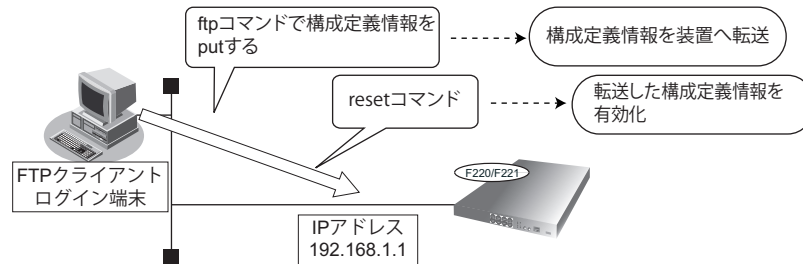 ftpコマンドで構成定義情報を
putする
構成定義情報を装置へ転送
resetコマンド
転送した構成定義情報を
有効化
FTPクライアント
ログイン端末
F220/F221
IPアドレス
192.168.1.1